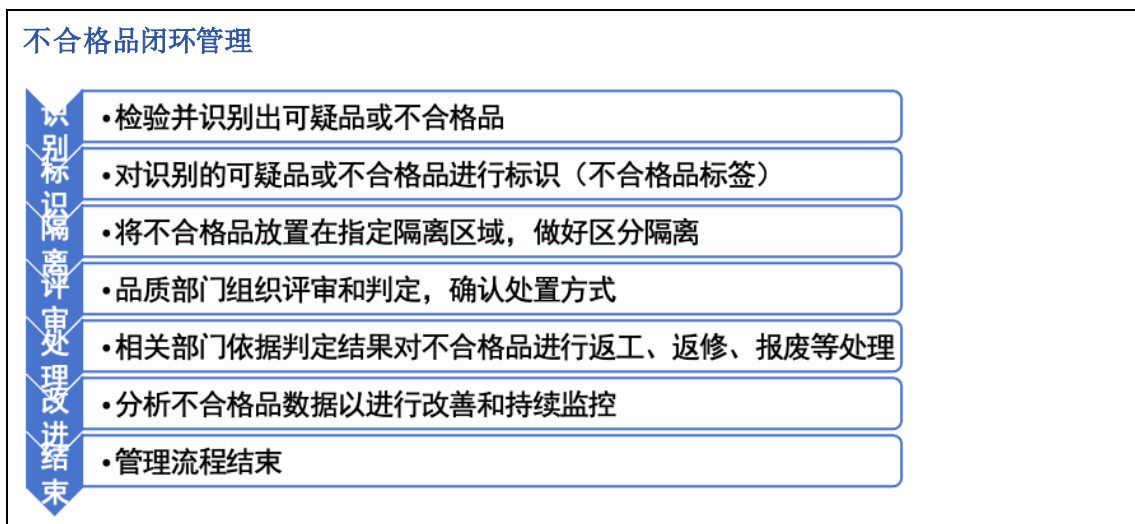 不合格品闭环管理
识别
•检验并识别出可疑品或不合格品
标识
•对识别的可疑品或不合格品进行标识（不合格品标签）
隔离
•将不合格品放置在指定隔离区域，做好区分隔离
评审
•品质部门组织评审和判定，确认处置方式
处理
•相关部门依据判定结果对不合格品进行返工、返修、报废等处理
改进
•分析不合格品数据以进行改善和持续监控
结束
•管理流程结束